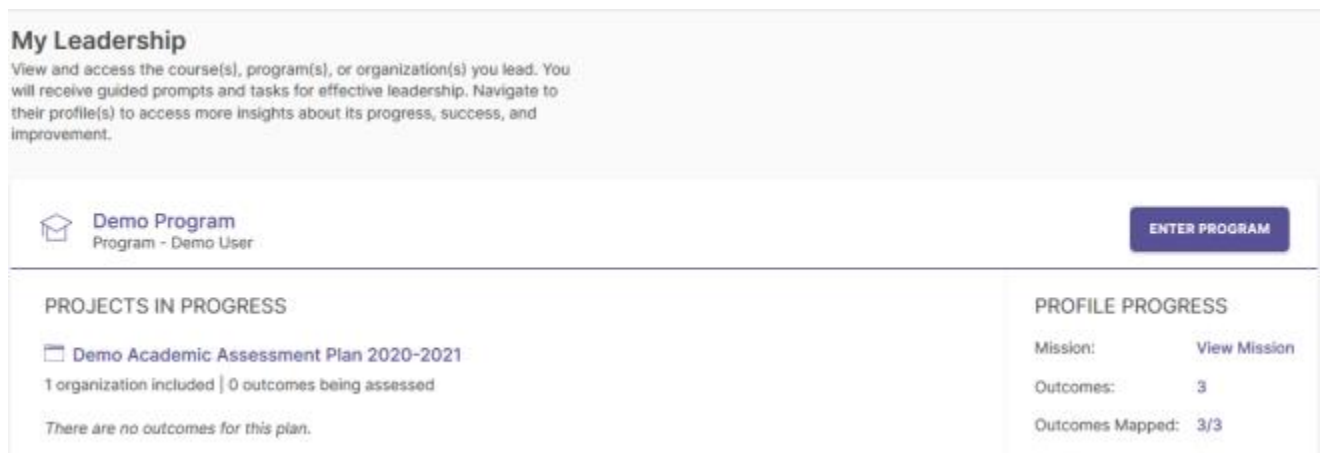 My Leadership
View and access the course(s), program(s), or organization(s) you lead. You
will receive guided prompts and tasks for effective leadership. Navigate to
their profile(s) to access more insights about its progress, success, and
improvement.
Demo Program
Program - Demo User
ENTER PROGRAM
PROJECTS IN PROGRESS
Demo Academic Assessment Plan 2020-2021
1 organization included | 0 outcomes being assessed
There are no outcomes for this plan.
PROFILE PROGRESS
Mission: View Mission
Outcomes: 3
Outcomes Mapped: 3/3